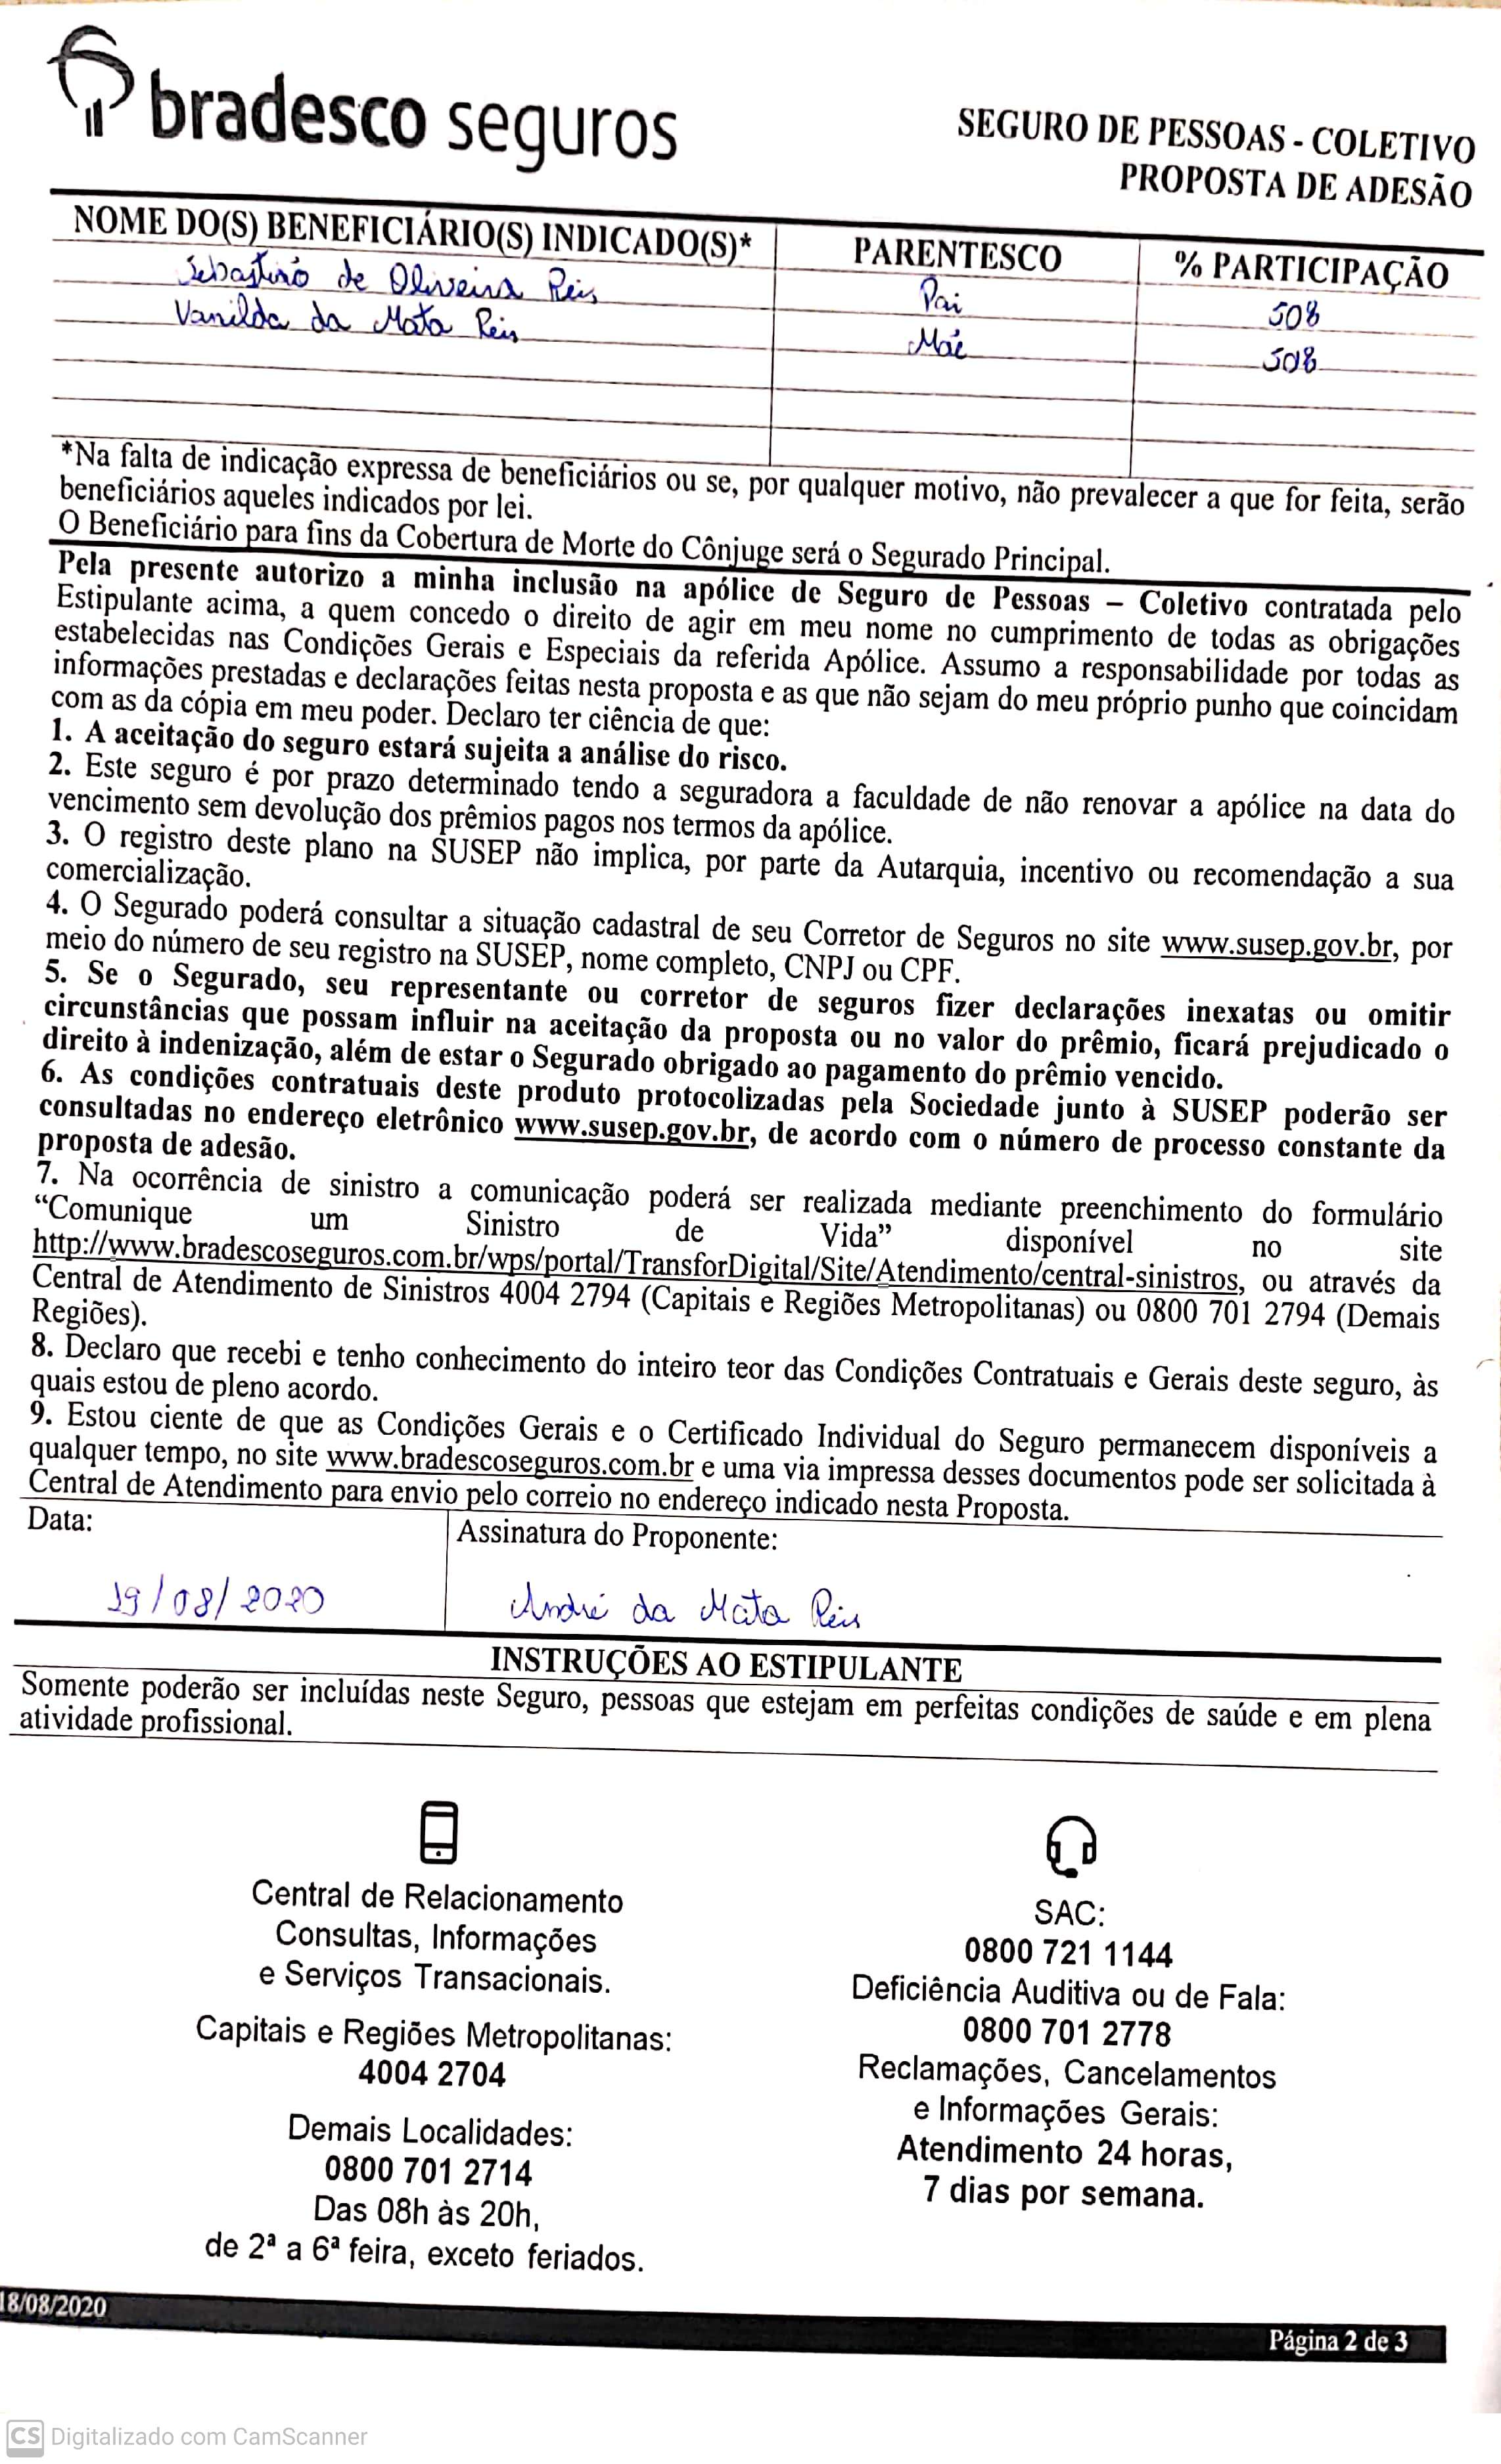 bradesco seguros
SEGURO DE PESSOAS - COLETIVO
PROPOSTA DE ADESÃO
NOME DO(S) BENEFICIÁRIO(S) INDICADO(S)* PARENTESCO % PARTICIPAÇÃO
Sebastião de Oliveira Reis Pai 50%
Vanilda da Mata Reis Mãe 50%
*Na falta de indicação expressa de beneficiários ou se, por qualquer motivo, não prevalecer a que for feita, serão
beneficiários aqueles indicados por lei.
O Beneficiário para fins da Cobertura de Morte do Cônjuge será o Segurado Principal.
Pela presente autorizo a minha inclusão na apólice de Seguro de Pessoas – Coletivo contratada pelo
Estipulante acima, a quem concedo o direito de agir em meu nome no cumprimento de todas as obrigações
estabelecidas nas Condições Gerais e Especiais da referida Apólice. Assumo a responsabilidade por todas as
informações prestadas e declarações feitas nesta proposta e as que não sejam do meu próprio punho que coincidam
com as da cópia em meu poder. Declaro ter ciência de que:
1. A aceitação do seguro estará sujeita a análise do risco.
2. Este seguro é por prazo determinado tendo a seguradora a faculdade de não renovar a apólice na data do
vencimento sem devolução dos prêmios pagos nos termos da apólice.
3. O registro deste plano na SUSEP não implica, por parte da Autarquia, incentivo ou recomendação a sua
comercialização.
4. O Segurado poderá consultar a situação cadastral de seu Corretor de Seguros no site www.susep.gov.br, por
meio do número de seu registro na SUSEP, nome completo, CNPJ ou CPF.
5. Se o Segurado, seu representante ou corretor de seguros fizer declarações inexatas ou omitir
circunstâncias que possam influir na aceitação da proposta ou no valor do prêmio, ficará prejudicado o
direito à indenização, além de estar o Segurado obrigado ao pagamento do prêmio vencido.
6. As condições contratuais deste produto protocolizadas pela Sociedade junto à SUSEP poderão ser
consultadas no endereço eletrônico www.susep.gov.br, de acordo com o número de processo constante da
proposta de adesão.
7. Na ocorrência de sinistro a comunicação poderá ser realizada mediante preenchimento do formulário
“Comunique um Sinistro de Vida” disponível no site
http://www.bradescoseguros.com.br/wps/portal/TransforDigital/Site/Atendimento/central-sinistros, ou através da
Central de Atendimento de Sinistros 4004 2794 (Capitais e Regiões Metropolitanas) ou 0800 701 2794 (Demais
Regiões).
8. Declaro que recebi e tenho conhecimento do inteiro teor das Condições Contratuais e Gerais deste seguro, às
quais estou de pleno acordo.
9. Estou ciente de que as Condições Gerais e o Certificado Individual do Seguro permanecem disponíveis a
qualquer tempo, no site www.bradescoseguros.com.br e uma via impressa desses documentos pode ser solicitada à
Central de Atendimento para envio pelo correio no endereço indicado nesta Proposta.
Data: Assinatura do Proponente:
19/08/2020 André da Mata Reis
INSTRUÇÕES AO ESTIPULANTE
Somente poderão ser incluídas neste Seguro, pessoas que estejam em perfeitas condições de saúde e em plena
atividade profissional.
Central de Relacionamento
Consultas, Informações
e Serviços Transacionais.
Capitais e Regiões Metropolitanas:
4004 2704
Demais Localidades:
0800 701 2714
Das 08h às 20h,
de 2ª a 6ª feira, exceto feriados.
SAC:
0800 721 1144
Deficiência Auditiva ou de Fala:
0800 701 2778
Reclamações, Cancelamentos
e Informações Gerais:
Atendimento 24 horas,
7 dias por semana.
18/08/2020
Página 2 de 3
CS Digitalizado com CamScanner